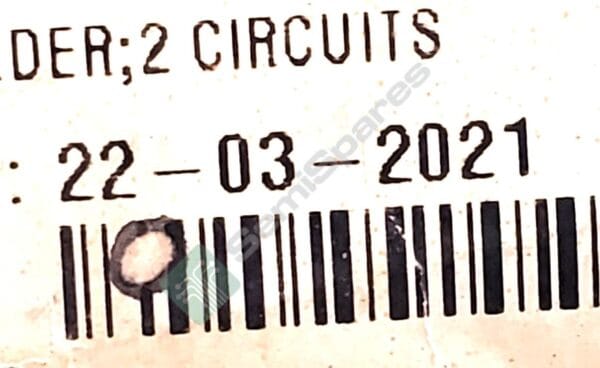 DER;2 CIRCUITS
: 22-03-2021
SemiSpares